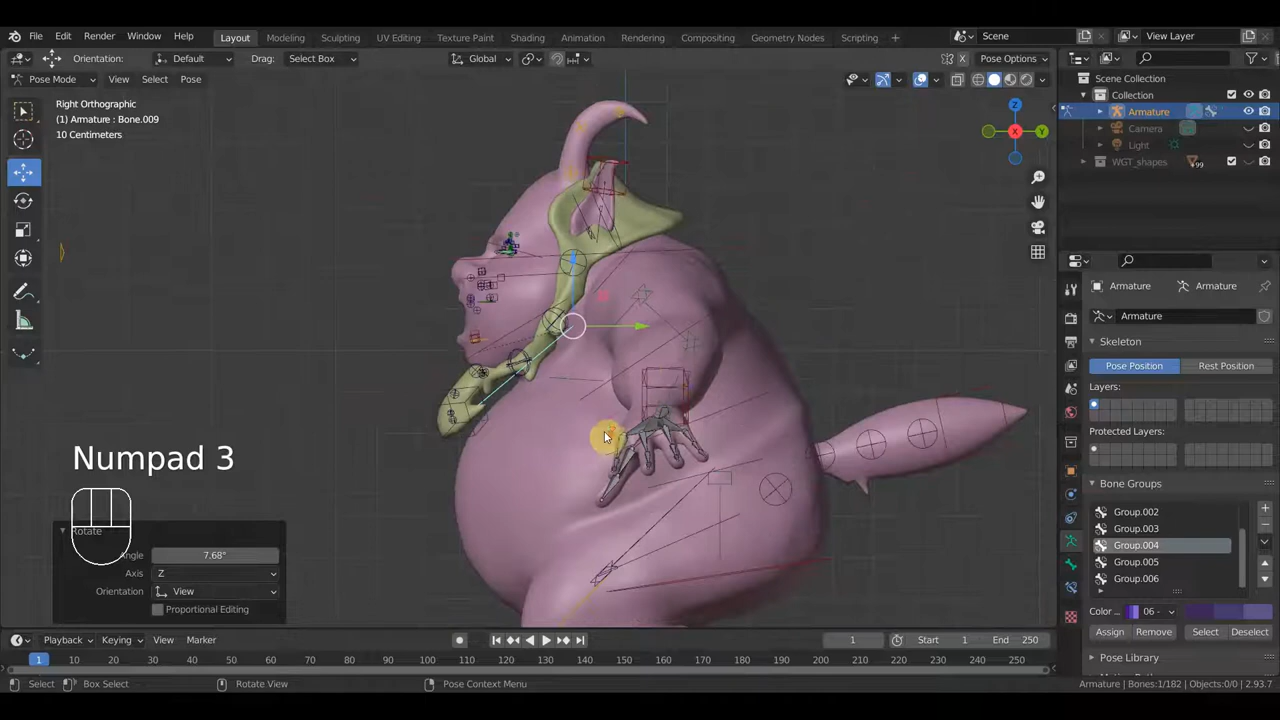 File Edit Render Window Help Layout Modeling Sculpting UV Editing Texture Paint Shading Animation Rendering Compositing Geometry Nodes Scripting + Scene View Layer
Orientation: Default Drag: Select Box Global Pose Options
Pose Mode View Select Pose
Right Orthographic
(1) Armature : Bone.009
10 Centimeters
Z
X
Y
Scene Collection
Collection
Armature
Camera
Light
WGT_shapes 99
Armature Armature
Armature
Skeleton
Pose Position Rest Position
Layers:
Protected Layers:
Bone Groups
Group.002
Group.003
Group.004
Group.005
Group.006
Color ... 06 -
Assign Remove Select Deselect
Pose Library
Numpad 3
Rotate
Angle 7.68°
Axis Z
Orientation View
Proportional Editing
Playback Keying View Marker 1 Start 1 End 250
1 10 20 30 40 50 60 70 80 90 100 110 120 130 140 150 160 170 180 190 200 210 220 230 240 250
Select Box Select Rotate View Pose Context Menu Armature | Bones:1/182 | Objects:0/0 | 2.93.7